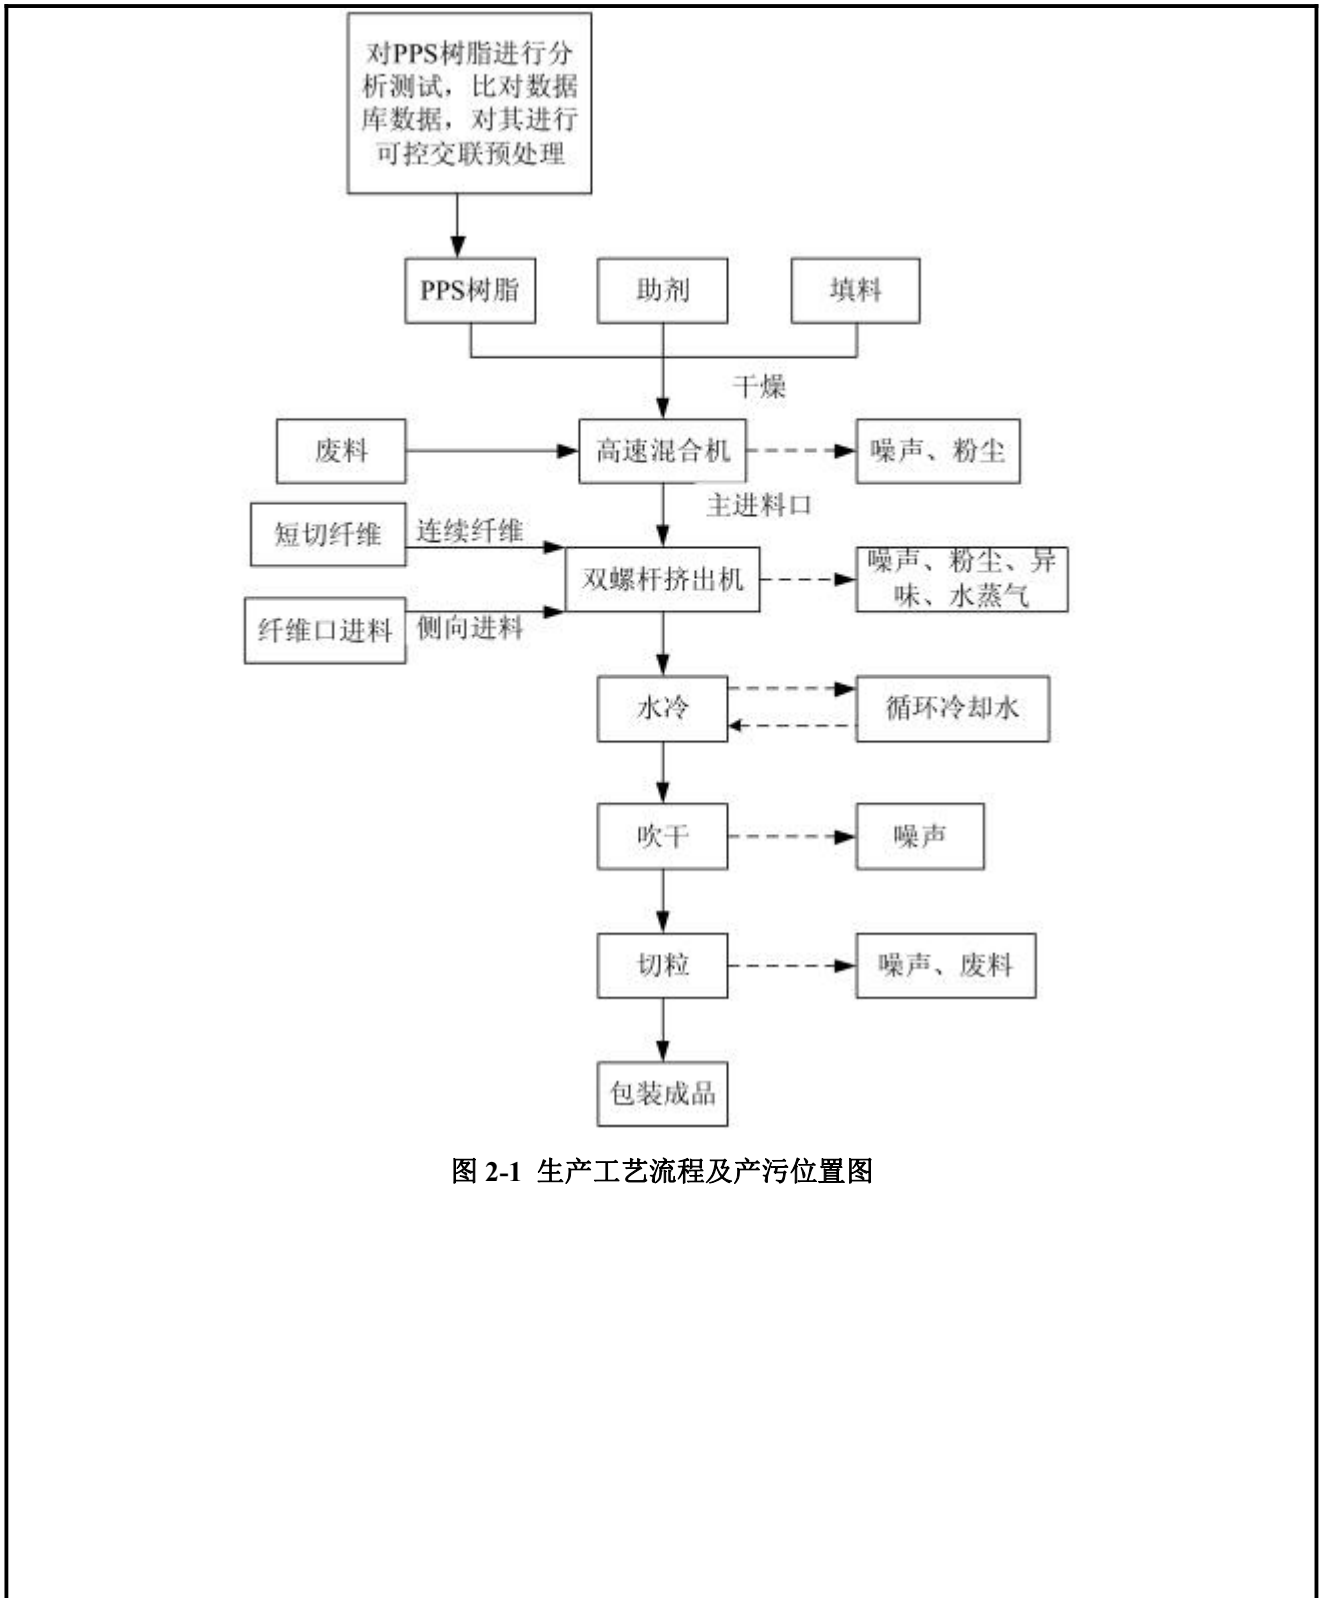 对PPS树脂进行分
析测试，比对数据
库数据，对其进行
可控交联预处理
PPS树脂
助剂
填料
干燥
废料
高速混合机
噪声、粉尘
主进料口
短切纤维
连续纤维
双螺杆挤出机
噪声、粉尘、异
味、水蒸气
纤维口进料
侧向进料
水冷
循环冷却水
吹干
噪声
切粒
噪声、废料
包装成品
图 2-1 生产工艺流程及产污位置图